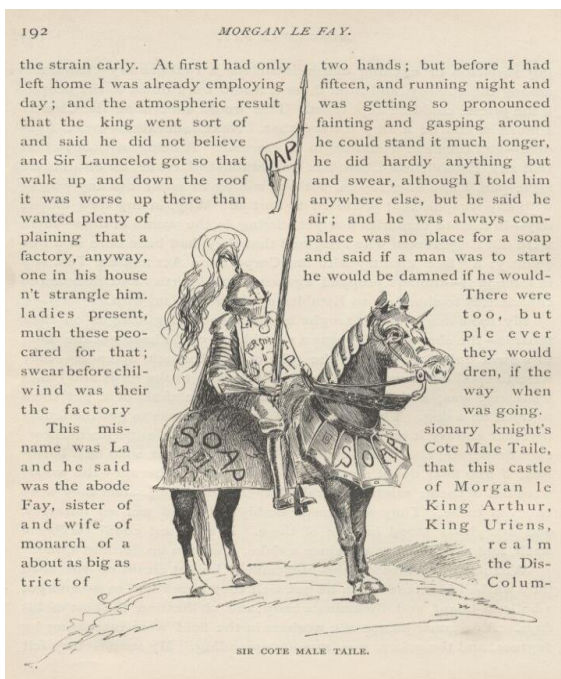 192 MORGAN LE FAY.
the strain early. At first I had only two hands ; but before I had
left home I was already employing fifteen, and running night and
day ; and the atmospheric result was getting so pronounced
that the king went sort of fainting and gasping around
and said he did not believe he could stand it much longer,
and Sir Launcelot got so that he did hardly anything but
walk up and down the roof and swear, although I told him
it was worse up there than anywhere else, but he said he
wanted plenty of air ; and he was always com-
plaining that a palace was no place for a soap
factory, anyway, and said if a man was to start
one in his house he would be damned if he would-
n't strangle him. There were
ladies present, too, but
much these peo- ple ever
cared for that ; they would
swear before chil- dren, if the
wind was their way when
the factory was going.
This mis- sionary knight's
name was La Cote Male Taile,
and he said that this castle
was the abode of Morgan le
Fay, sister of King Arthur,
and wife of King Uriens,
monarch of a realm
about as big as the Dis-
trict of Colum-
OAP
SOAP
SOAP
SOAP
SIR COTE MALE TAILE.